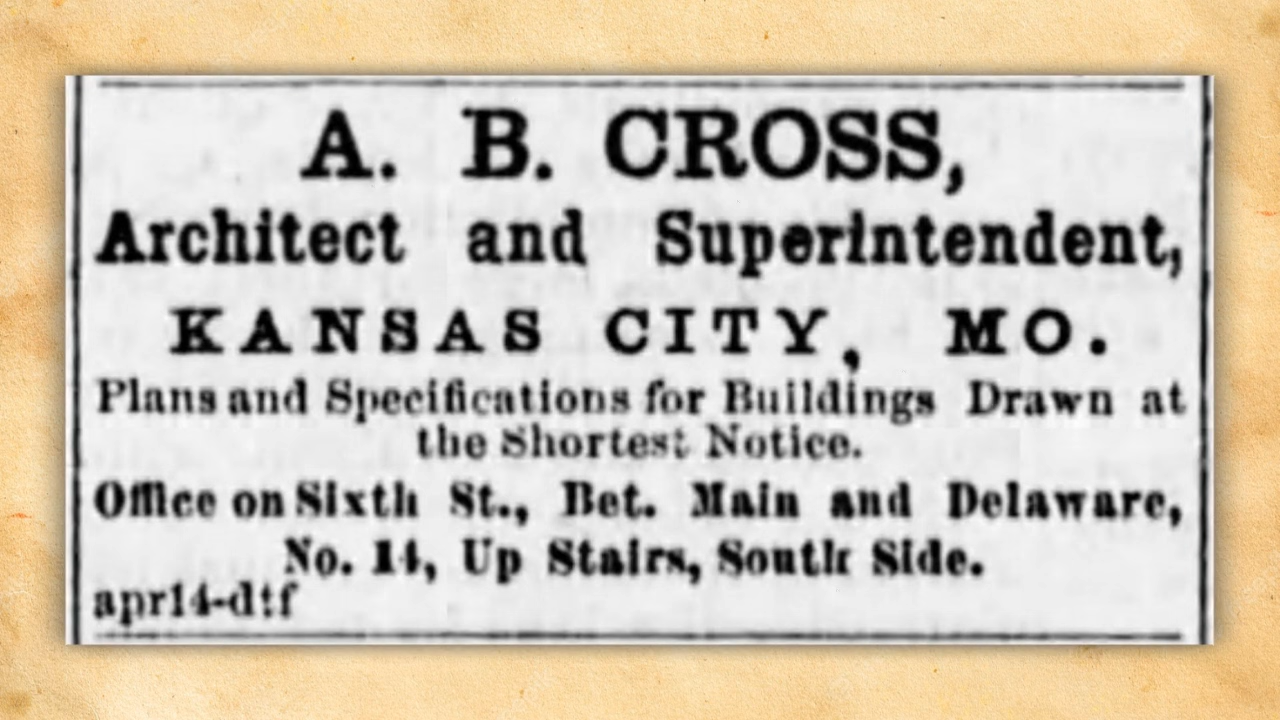 A. B. CROSS,
Architect and Superintendent,
KANSAS CITY, MO.
Plans and Specifications for Buildings Drawn at
the Shortest Notice.
Office on Sixth St., Bet. Main and Delaware,
No. 14, Up Stairs, South Side.
apr14-dtf